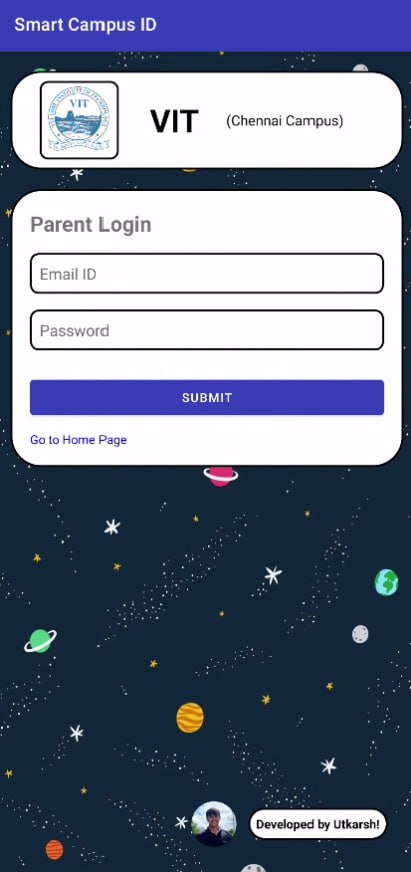 Smart Campus ID
VIT
VIT (Chennai Campus)
Parent Login
Email ID
Password
SUBMIT
Go to Home Page
Developed by Utkarsh!